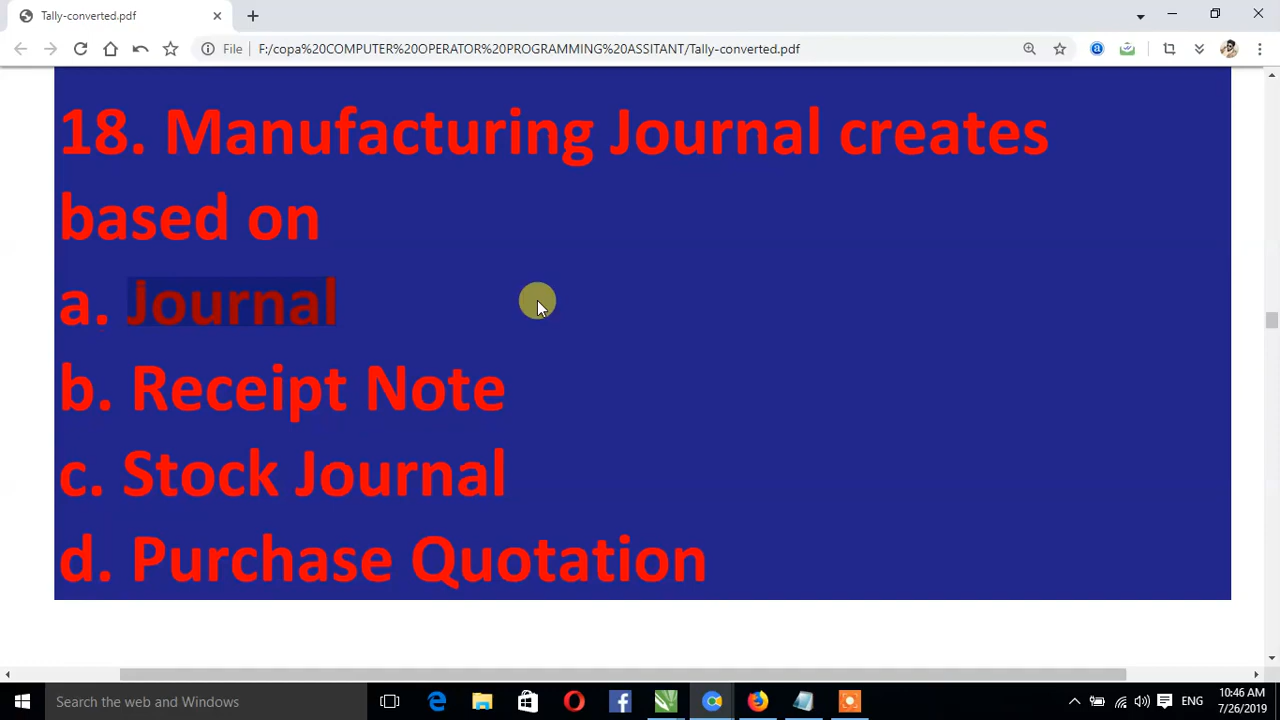 Tally-converted.pdf
File F:/copa%20COMPUTER%20OPERATOR%20PROGRAMMING%20ASSITANT/Tally-converted.pdf
18. Manufacturing Journal creates
based on
a. Journal
b. Receipt Note
c. Stock Journal
d. Purchase Quotation
Search the web and Windows
ENG
10:46 AM
7/26/2019